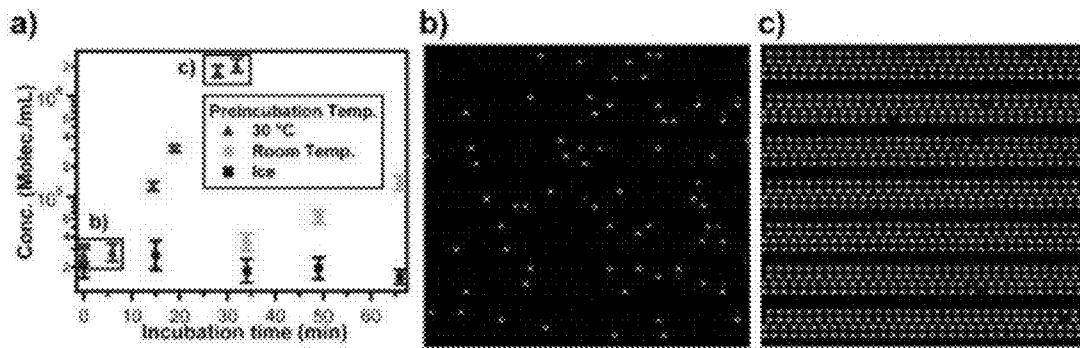 a)
b)
c)
c)
Preincubation Temp.
30 °C
Room Temp.
Ice
b)
Conc. (Molec./mL)
0 10 20 30 40 50 60
Incubation time (min)